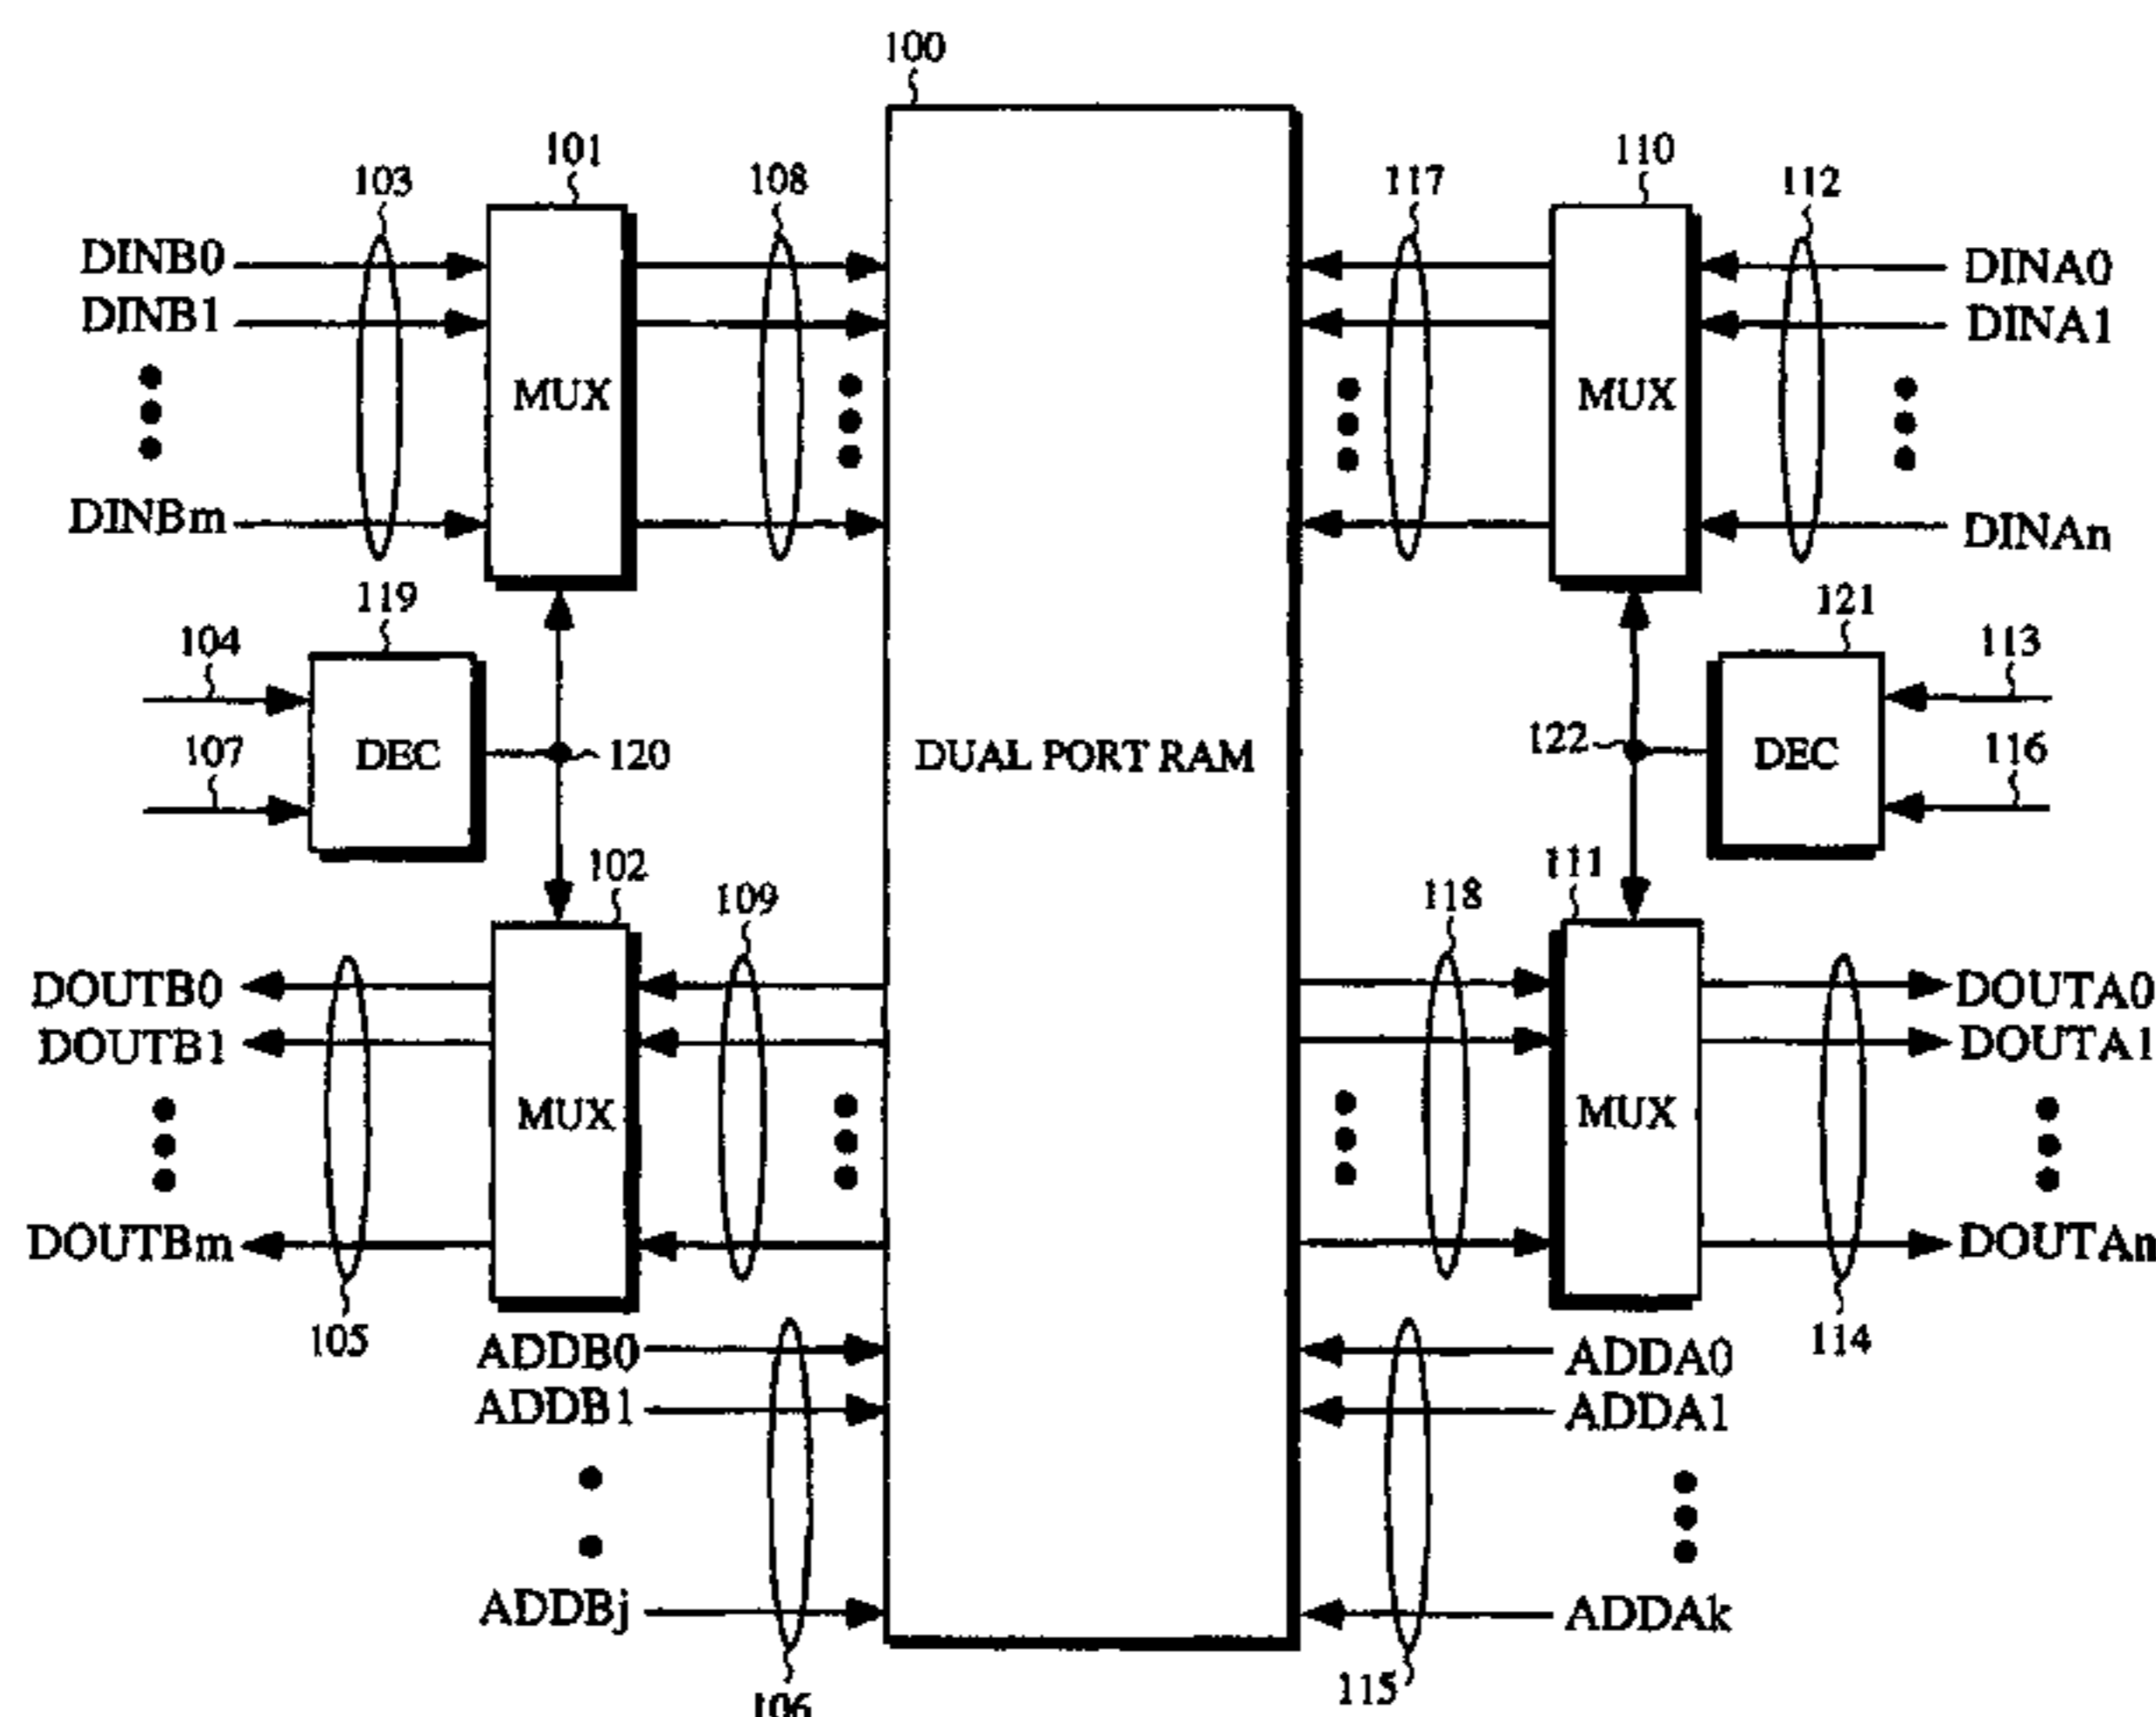 100
101
110
103
108
117
112
DINB0
DINA0
DINB1
DINA1
MUX
MUX
DINBm
DINAn
119
121
104
113
107
DEC
120
DUAL PORT RAM
122
DEC
116
102
111
109
118
DOUTB0
DOUTA0
DOUTB1
DOUTA1
MUX
MUX
DOUTBm
DOUTAn
105
114
ADDB0
ADDA0
ADDB1
ADDA1
ADDBj
ADDAk
106
115